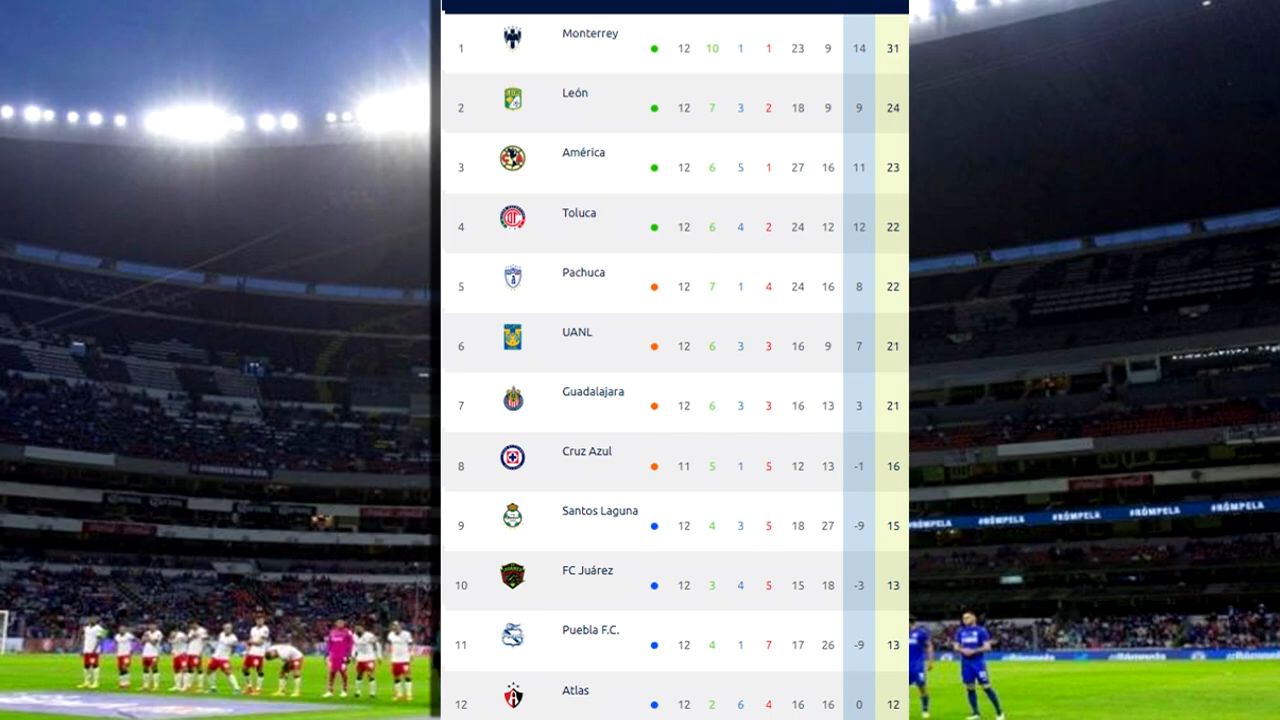 1 Monterrey 12 10 1 1 23 9 14 31
2 León 12 7 3 2 18 9 9 24
3 América 12 6 5 1 27 16 11 23
4 Toluca 12 6 4 2 24 12 12 22
5 Pachuca 12 7 1 4 24 16 8 22
6 UANL 12 6 3 3 16 9 7 21
7 Guadalajara 12 6 3 3 16 13 3 21
8 Cruz Azul 11 5 1 5 12 13 -1 16
9 Santos Laguna 12 4 3 5 18 27 -9 15
10 FC Juárez 12 3 4 5 15 18 -3 13
11 Puebla F.C. 12 4 1 7 17 26 -9 13
12 Atlas 12 2 6 4 16 16 0 12
#RÓMPELA #RÓMPELA #RÓMPELA